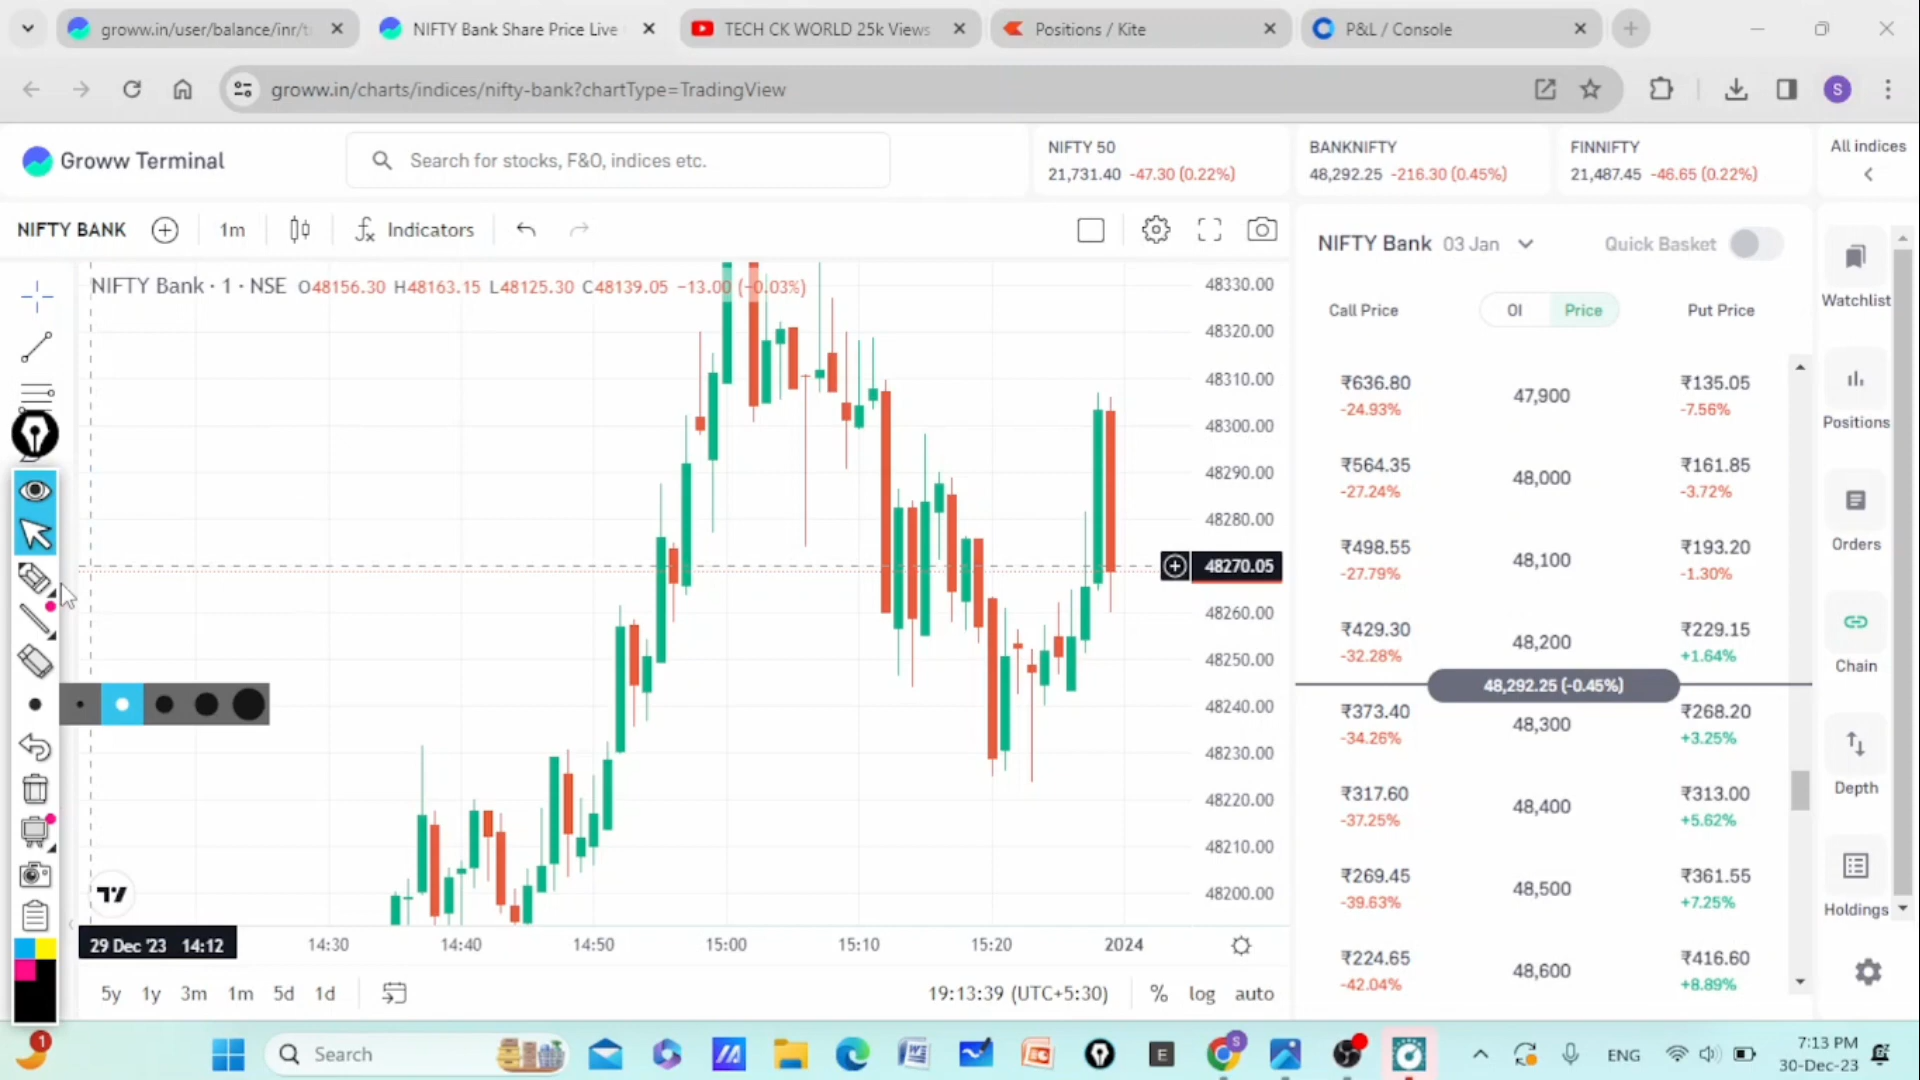 groww.in/user/balance/inr/t
NIFTY Bank Share Price Live
TECH CK WORLD 25k Views
Positions / Kite
P&L / Console
groww.in/charts/indices/nifty-bank?chartType=TradingView
S
Groww Terminal
Search for stocks, F&O, indices etc.
NIFTY 50
21,731.40 -47.30 (0.22%)
BANKNIFTY
48,292.25 -216.30 (0.45%)
FINNIFTY
21,487.45 -46.65 (0.22%)
All indices
NIFTY BANK
1m
Indicators
NIFTY Bank · 1 · NSE O48156.30 H48163.15 L48125.30 C48139.05 −13.00 (−0.03%)
48330.00
48320.00
48310.00
48300.00
48290.00
48280.00
48270.05
48260.00
48250.00
48240.00
48230.00
48220.00
48210.00
48200.00
29 Dec '23 14:12
14:30
14:40
14:50
15:00
15:10
15:20
2024
5y 1y 3m 1m 5d 1d
19:13:39 (UTC+5:30)
% log auto
NIFTY Bank 03 Jan
Quick Basket
Call Price
OI Price
Put Price
₹636.80 47,900 ₹135.05
-24.93% -7.56%
₹564.35 48,000 ₹161.85
-27.24% -3.72%
₹498.55 48,100 ₹193.20
-27.79% -1.30%
₹429.30 48,200 ₹229.15
-32.28% +1.64%
48,292.25 (-0.45%)
₹373.40 48,300 ₹268.20
-34.26% +3.25%
₹317.60 48,400 ₹313.00
-37.25% +5.62%
₹269.45 48,500 ₹361.55
-39.63% +7.25%
₹224.65 48,600 ₹416.60
-42.04% +8.89%
Watchlist
Positions
Orders
Chain
Depth
Holdings
1
Search
E
S
ENG
7:13 PM
30-Dec-23